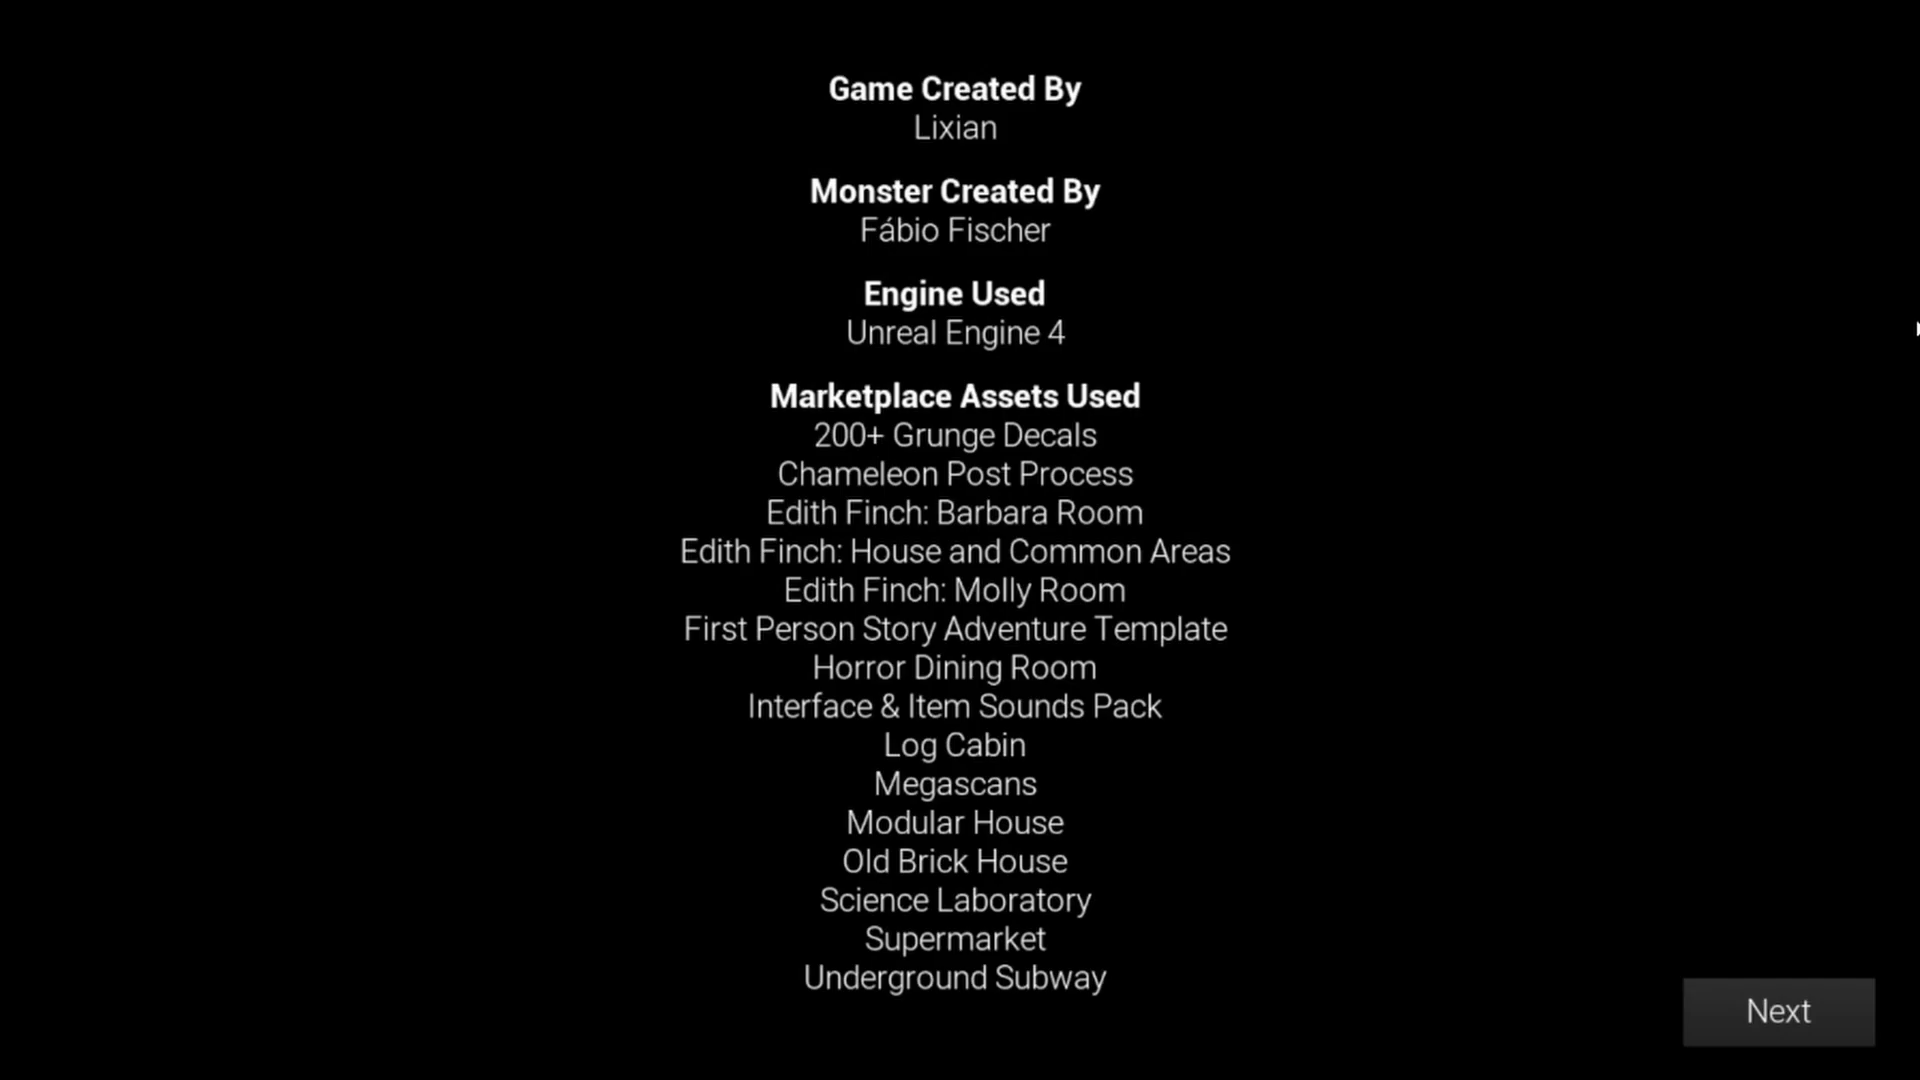 Game Created By
Lixian
Monster Created By
Fábio Fischer
Engine Used
Unreal Engine 4
Marketplace Assets Used
200+ Grunge Decals
Chameleon Post Process
Edith Finch: Barbara Room
Edith Finch: House and Common Areas
Edith Finch: Molly Room
First Person Story Adventure Template
Horror Dining Room
Interface & Item Sounds Pack
Log Cabin
Megascans
Modular House
Old Brick House
Science Laboratory
Supermarket
Underground Subway
Next